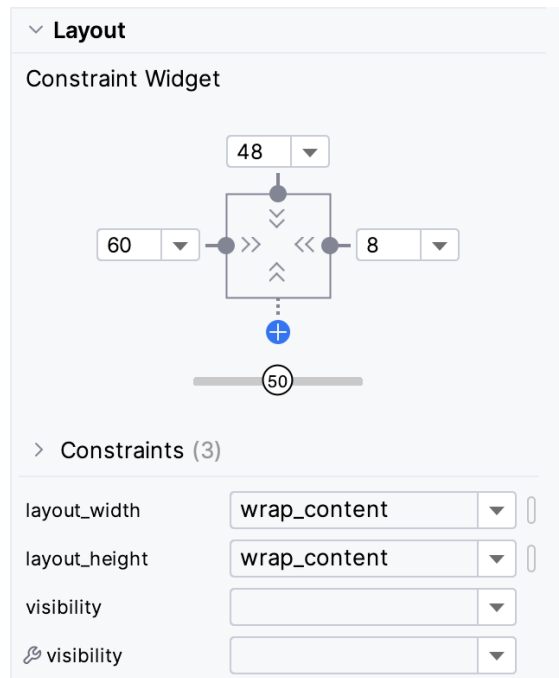 Layout
Constraint Widget
48
60
8
50
Constraints (3)
layout_width wrap_content
layout_height wrap_content
visibility
visibility